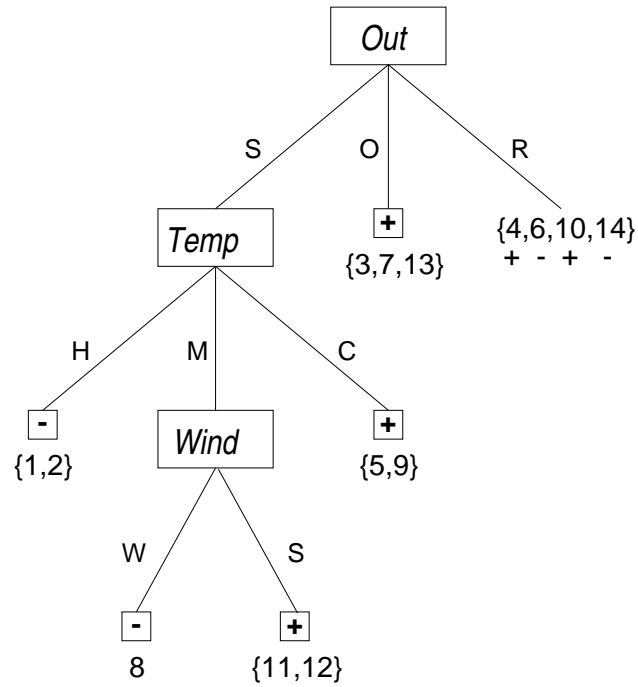 Out
S O R
Temp + {4,6,10,14}
{3,7,13} + - + -
H M C
- Wind +
{1,2} {5,9}
W S
- +
8 {11,12}